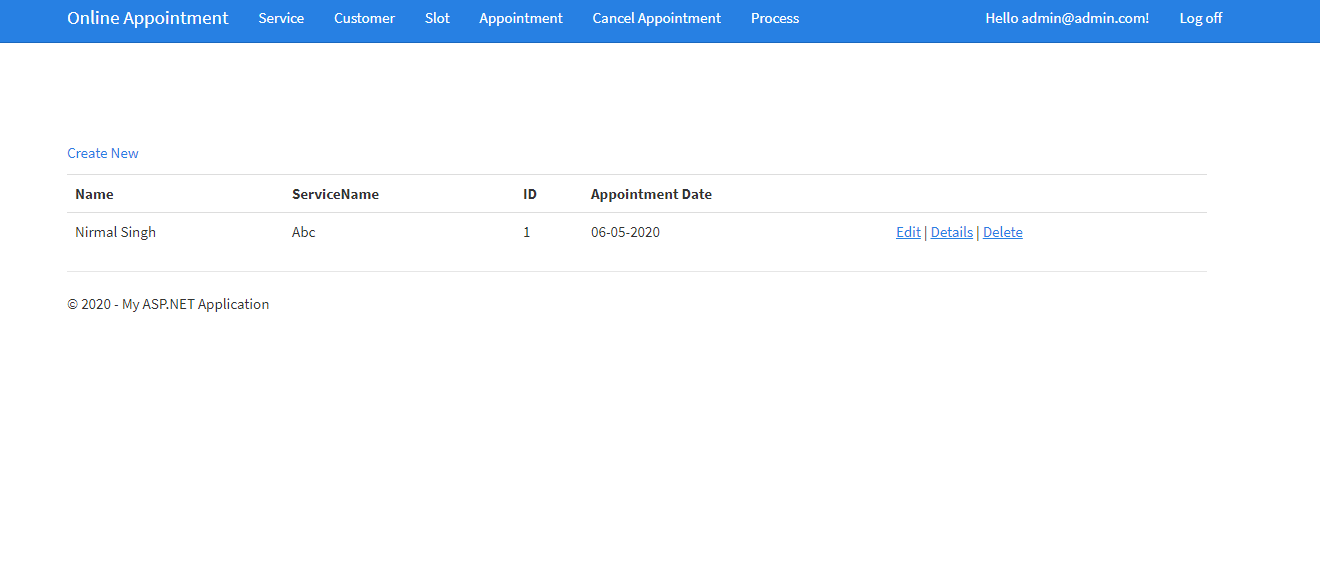 Online Appointment Service Customer Slot Appointment Cancel Appointment Process Hello admin@admin.com! Log off
Create New
Name ServiceName ID Appointment Date
Nirmal Singh Abc 1 06-05-2020 Edit | Details | Delete
© 2020 - My ASP.NET Application